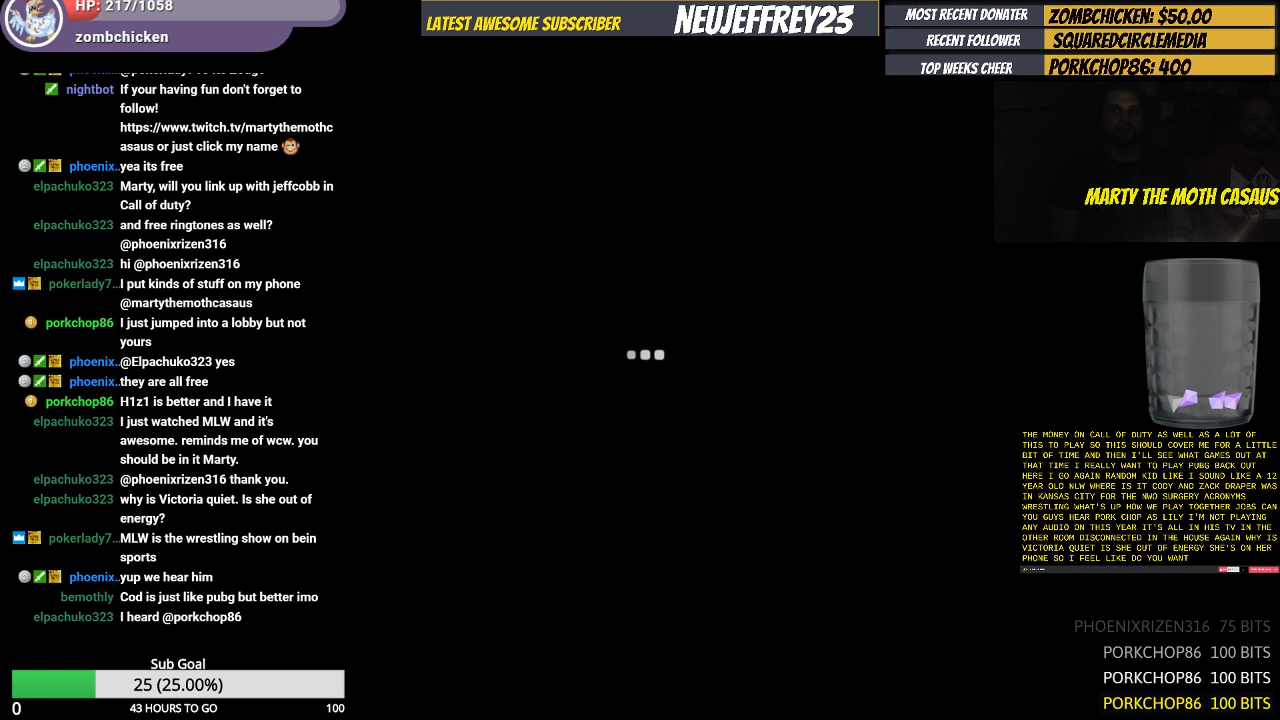 HP: 217/1058
zombchicken
LATEST AWESOME SUBSCRIBER NEUJEFFREY23
MOST RECENT DONATER ZOMBCHICKEN: $50.00
RECENT FOLLOWER SQUAREDCIRCLEMEDIA
TOP WEEKS CHEER PORKCHOP86: 400
nightbot If your having fun don't forget to
follow!
https://www.twitch.tv/martythemothc
asaus or just click my name
phoenix.. yea its free
elpachuko323 Marty, will you link up with jeffcobb in
Call of duty?
elpachuko323 and free ringtones as well?
@phoenixrizen316
elpachuko323 hi @phoenixrizen316
pokerlady7... I put kinds of stuff on my phone
@martythemothcasaus
porkchop86 I just jumped into a lobby but not
yours
phoenix.. @Elpachuko323 yes
phoenix.. they are all free
porkchop86 H1z1 is better and I have it
elpachuko323 I just watched MLW and it's
awesome. reminds me of wcw. you
should be in it Marty.
elpachuko323 @phoenixrizen316 thank you.
elpachuko323 why is Victoria quiet. Is she out of
energy?
pokerlady7... MLW is the wrestling show on bein
sports
phoenix.. yup we hear him
bemothly Cod is just like pubg but better imo
elpachuko323 I heard @porkchop86
Sub Goal
25 (25.00%)
0 43 HOURS TO GO 100
MARTY THE MOTH CASAUS
THE MONEY ON CALL OF DUTY AS WELL AS A LOT OF
THIS TO PLAY SO THIS SHOULD COVER ME FOR A LITTLE
BIT OF TIME AND THEN I'LL SEE WHAT GAMES OUT AT
THAT TIME I REALLY WANT TO PLAY PUBG BACK OUT
HERE I GO AGAIN RANDOM KID LIKE I SOUND LIKE A 12
YEAR OLD NLW WHERE IS IT CODY AND ZACK DRAPER WAS
IN KANSAS CITY FOR THE NWO SURGERY ACRONYMS
WRESTLING WHAT'S UP HOW WE PLAY TOGETHER JOBS CAN
YOU GUYS HEAR PORK CHOP AS LILY I'M NOT PLAYING
ANY AUDIO ON THIS YEAR IT'S ALL IN HIS TV IN THE
OTHER ROOM DISCONNECTED IN THE HOUSE AGAIN WHY IS
VICTORIA QUIET IS SHE OUT OF ENERGY SHE'S ON HER
PHONE SO I FEEL LIKE DO YOU WANT
PHOENIXRIZEN316 75 BITS
PORKCHOP86 100 BITS
PORKCHOP86 100 BITS
PORKCHOP86 100 BITS